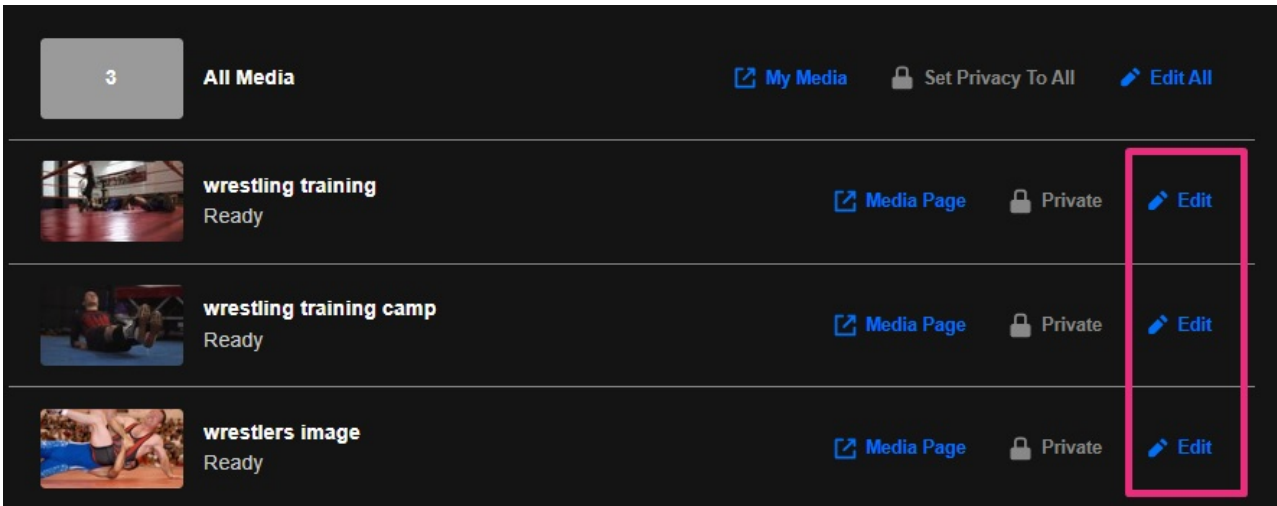 3 All Media My Media Set Privacy To All Edit All
wrestling training
Ready
Media Page Private Edit
wrestling training camp
Ready
Media Page Private Edit
wrestlers image
Ready
Media Page Private Edit